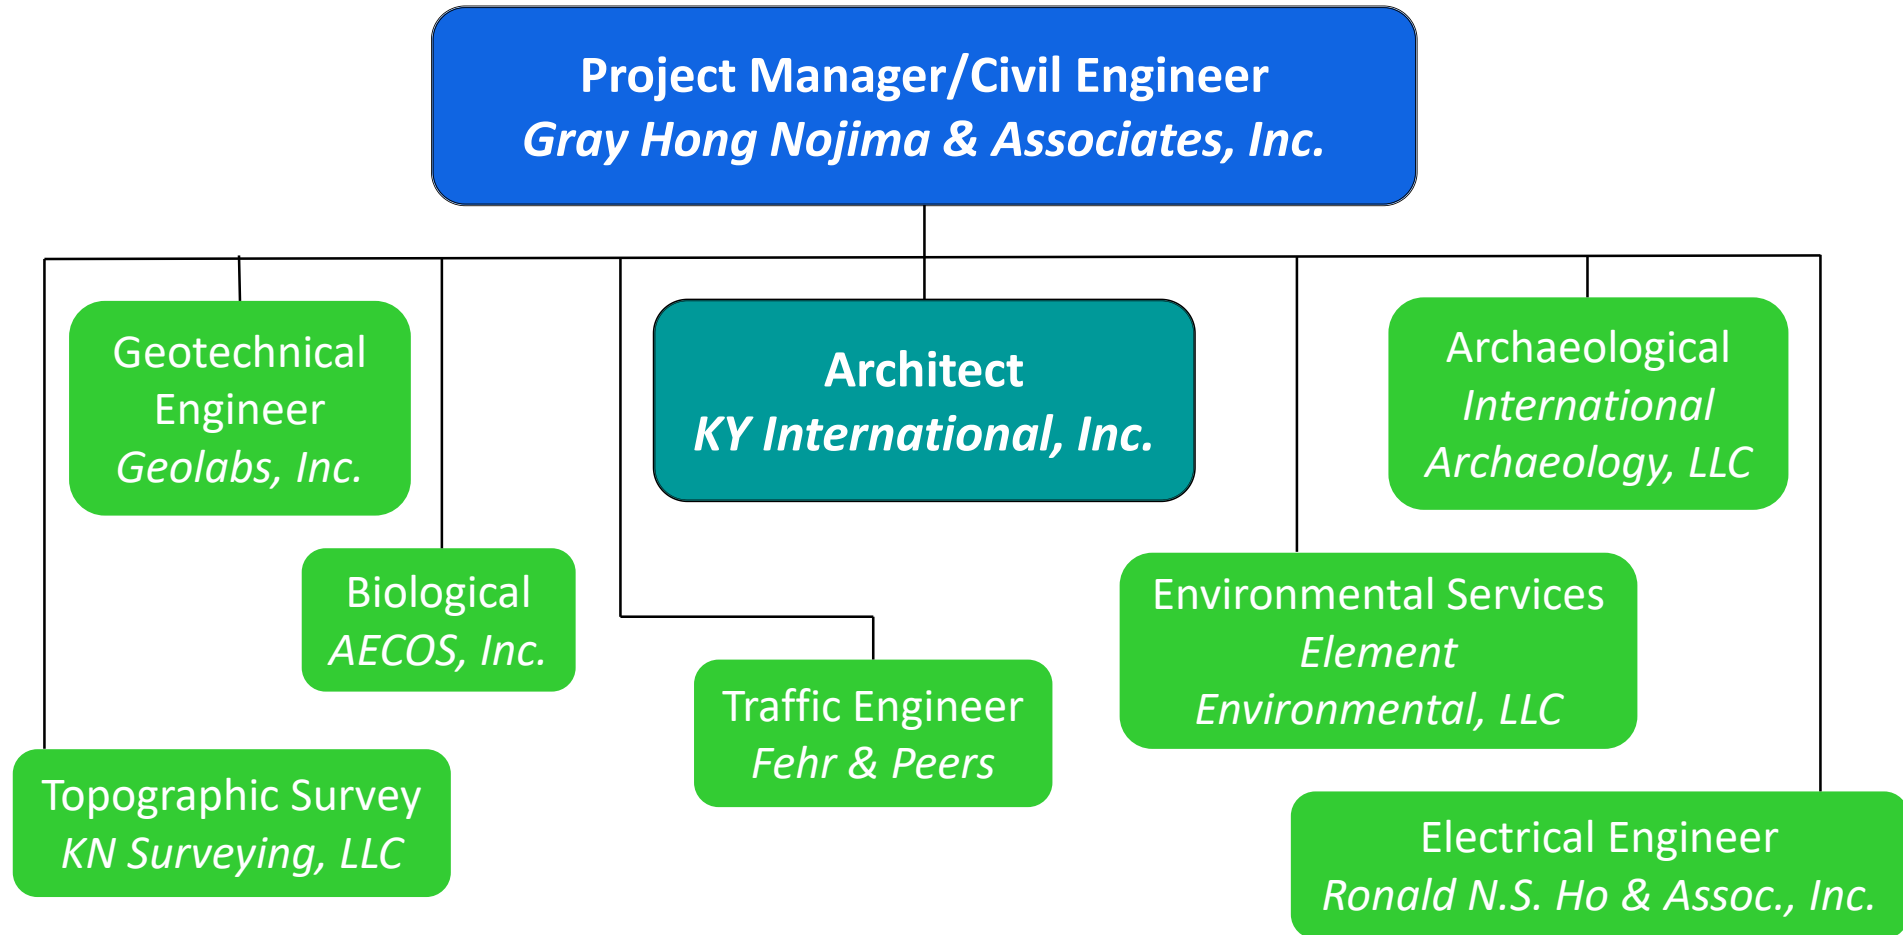 Project Manager/Civil Engineer
Gray Hong Nojima & Associates, Inc.
Geotechnical
Engineer
Geolabs, Inc.
Architect
KY International, Inc.
Archaeological
International
Archaeology, LLC
Biological
AECOS, Inc.
Environmental Services
Element
Environmental, LLC
Traffic Engineer
Fehr & Peers
Topographic Survey
KN Surveying, LLC
Electrical Engineer
Ronald N.S. Ho & Assoc., Inc.